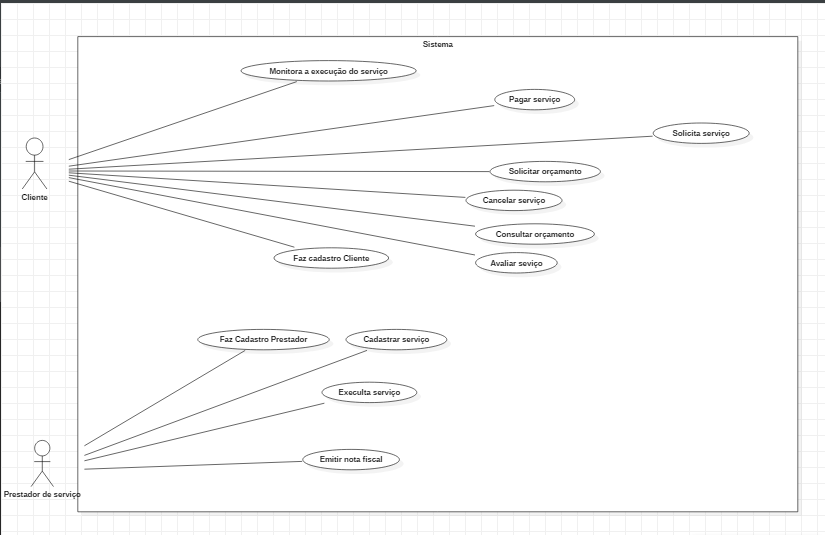 Sistema
Monitora a execução do serviço
Pagar serviço
Solicita serviço
Solicitar orçamento
Cliente
Cancelar serviço
Consultar orçamento
Faz cadastro Cliente
Avaliar seviço
Faz Cadastro Prestador
Cadastrar serviço
Execulta serviço
Emitir nota fiscal
Prestador de serviço